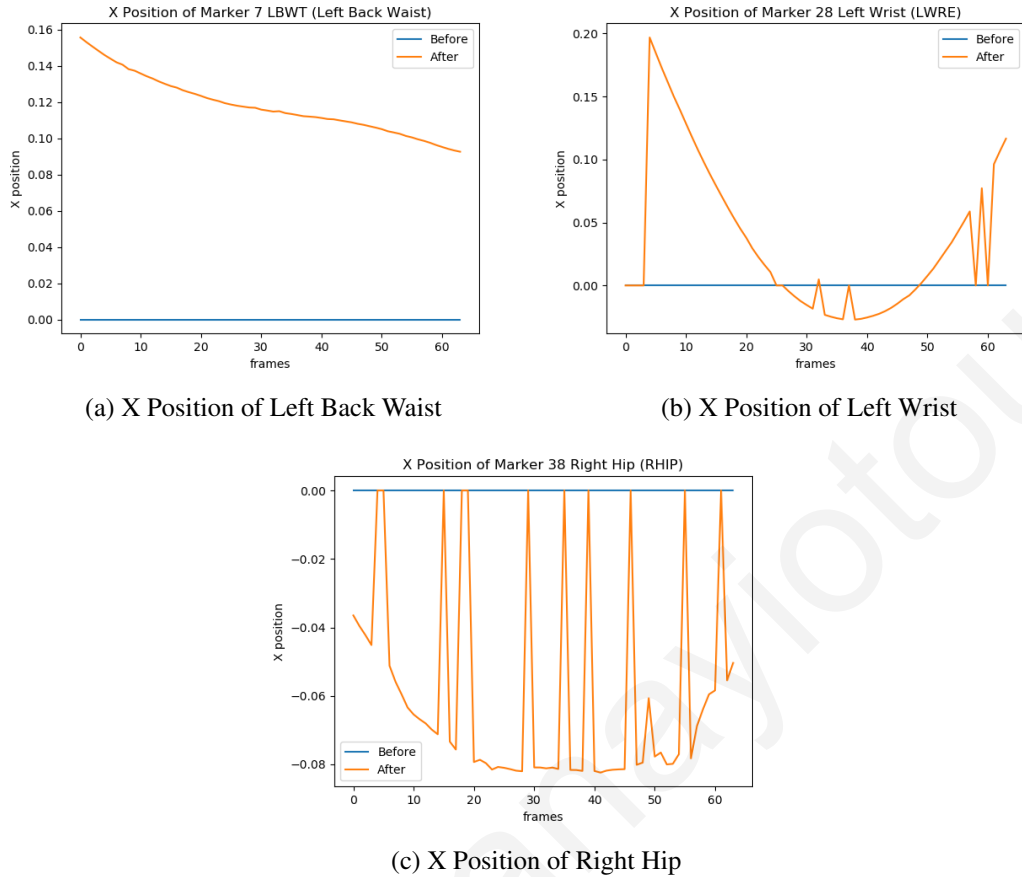 X Position of Marker 7 LBWT (Left Back Waist)
0.16
0.14
0.12
0.10
0.08
0.06
0.04
0.02
0.00
X position
Before
After
0 10 20 30 40 50 60
frames
(a) X Position of Left Back Waist
X Position of Marker 28 Left Wrist (LWRE)
0.20
0.15
0.10
0.05
0.00
X position
Before
After
0 10 20 30 40 50 60
frames
(b) X Position of Left Wrist
X Position of Marker 38 Right Hip (RHIP)
0.00
−0.02
−0.04
−0.06
−0.08
X position
Before
After
0 10 20 30 40 50 60
frames
(c) X Position of Right Hip
anayiotou